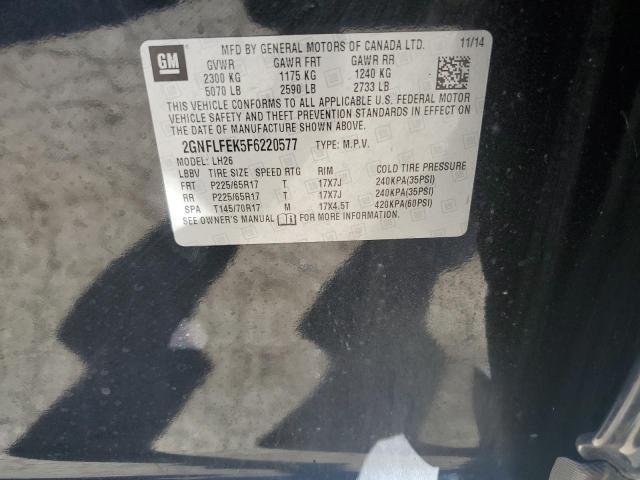 GM
MFD BY GENERAL MOTORS OF CANADA LTD. 11/14
GVWR GAWR FRT GAWR RR
2300 KG 1175 KG 1240 KG
5070 LB 2590 LB 2733 LB
THIS VEHICLE CONFORMS TO ALL APPLICABLE U.S. FEDERAL MOTOR
VEHICLE SAFETY AND THEFT PREVENTION STANDARDS IN EFFECT ON THE
DATE OF MANUFACTURE SHOWN ABOVE.
2GNFLFEK5F6220577 TYPE: M.P.V.
MODEL: LH26
LBBV TIRE SIZE SPEED RTG RIM COLD TIRE PRESSURE
FRT P225/65R17 T 17X7J 240KPA(35PSI)
RR P225/65R17 T 17X7J 240KPA(35PSI)
SPA T145/70R17 M 17X4.5T 420KPA(60PSI)
SEE OWNER'S MANUAL FOR MORE INFORMATION.